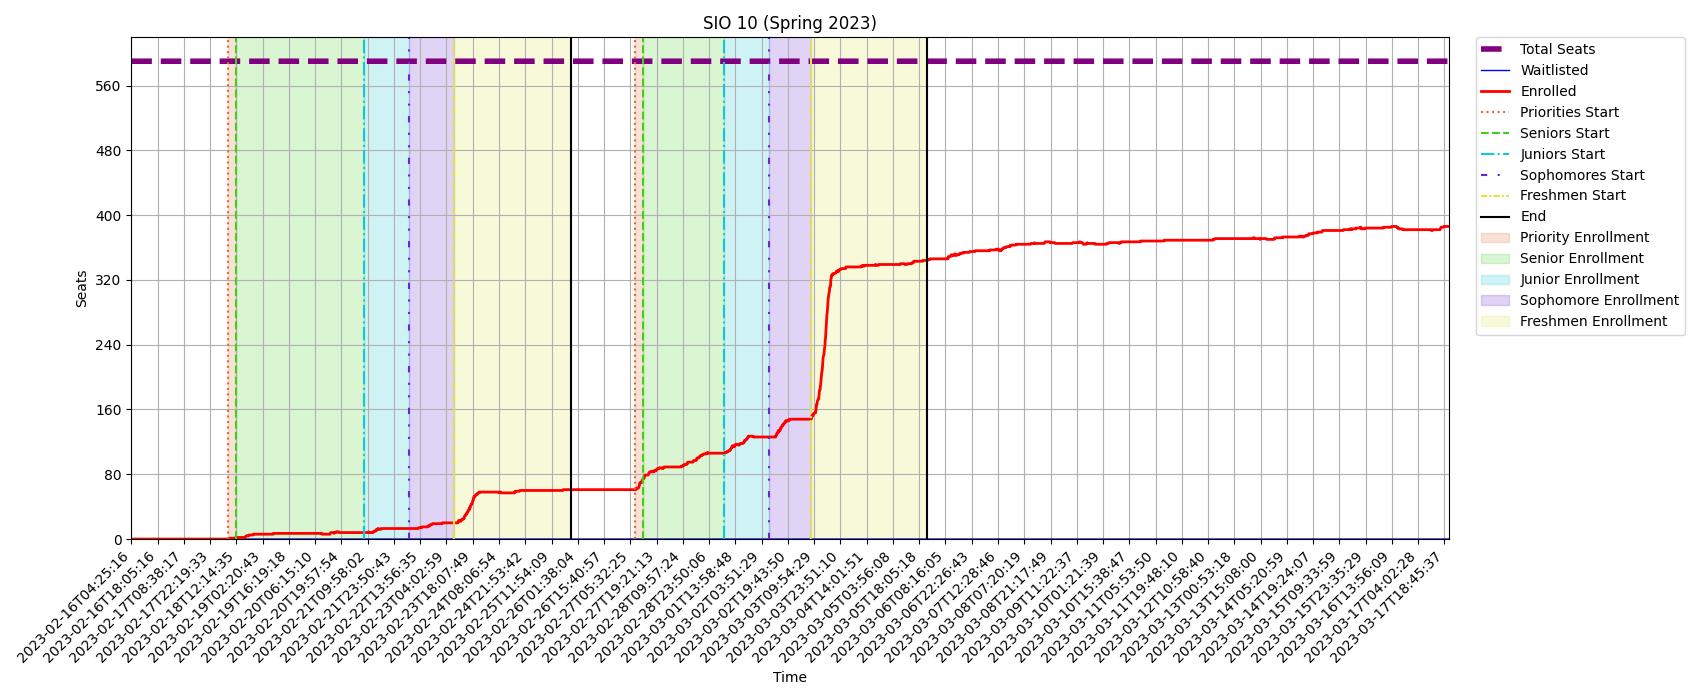 SIO 10 (Spring 2023)
Total Seats
Waitlisted
Enrolled
Priorities Start
Seniors Start
Juniors Start
Sophomores Start
Freshmen Start
End
Priority Enrollment
Senior Enrollment
Junior Enrollment
Sophomore Enrollment
Freshmen Enrollment
Seats
560
480
400
320
240
160
80
0
2023-02-16T04:25:16
2023-02-16T18:05:16
2023-02-17T08:38:17
2023-02-17T22:19:33
2023-02-18T12:14:35
2023-02-19T02:20:43
2023-02-19T16:19:18
2023-02-20T06:15:10
2023-02-20T19:57:54
2023-02-21T09:58:02
2023-02-21T23:50:43
2023-02-22T13:56:35
2023-02-23T04:02:59
2023-02-23T18:07:49
2023-02-24T08:06:54
2023-02-24T21:53:42
2023-02-25T11:54:09
2023-02-26T01:38:04
2023-02-26T15:40:57
2023-02-27T05:32:25
2023-02-27T19:21:13
2023-02-28T09:57:24
2023-02-28T23:50:06
2023-03-01T13:58:48
2023-03-02T03:51:29
2023-03-02T19:43:50
2023-03-03T09:54:29
2023-03-03T23:51:10
2023-03-04T14:01:51
2023-03-05T03:56:08
2023-03-05T18:05:18
2023-03-06T08:16:05
2023-03-06T22:26:43
2023-03-07T12:28:46
2023-03-08T07:20:19
2023-03-08T21:17:49
2023-03-09T11:22:37
2023-03-10T01:21:39
2023-03-10T15:38:47
2023-03-11T05:53:50
2023-03-11T19:48:10
2023-03-12T10:58:40
2023-03-13T00:53:18
2023-03-13T15:08:00
2023-03-14T05:20:59
2023-03-14T19:24:07
2023-03-15T09:33:59
2023-03-15T23:35:29
2023-03-16T13:56:09
2023-03-17T04:02:28
2023-03-17T18:45:37
Time